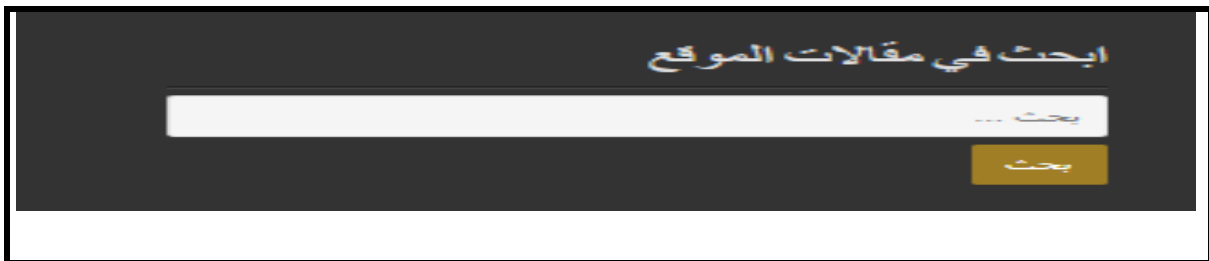 ابحث في مقالات الموقع
بحث ...
بحث